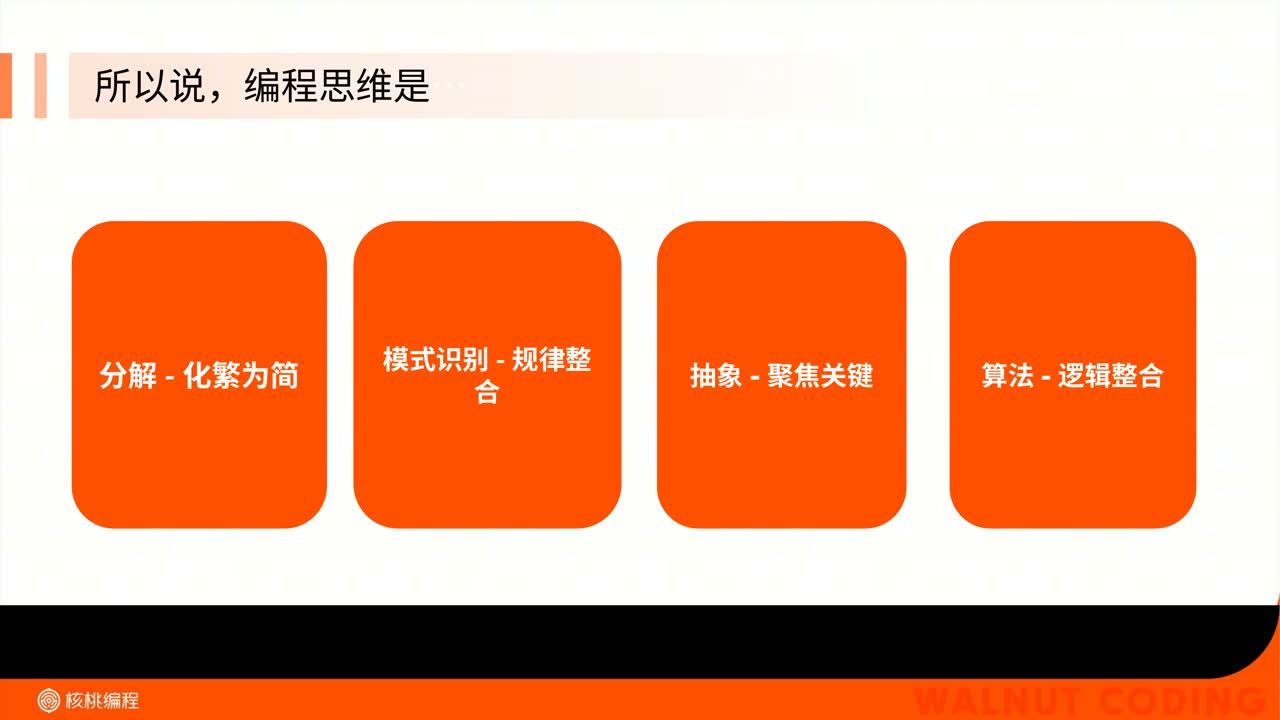 所以说，编程思维是...
分解 - 化繁为简
模式识别 - 规律整
合
抽象 - 聚焦关键
算法 - 逻辑整合
核桃编程
WALNUT CODING